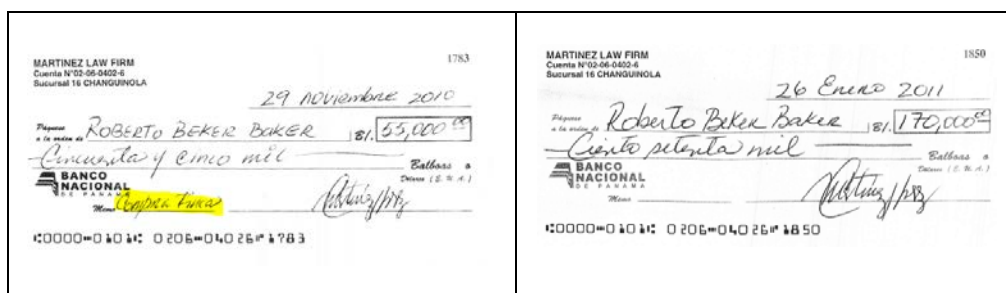 MARTINEZ LAW FIRM
Cuenta N°02-06-0402-6
Sucursal 16 CHANGUINOLA
1783
29 noviembre 2010
Páguese a la orden de ROBERTO BEKER BAKER B/. 55,000 00
Cincuenta y cinco mil Balboas o
Dólares (E. U. A.)
BANCO
NACIONAL
DE PANAMA
Memo Compra Finca
0000 0101 0206 04026 1783
MARTINEZ LAW FIRM
Cuenta N°02-06-0402-6
Sucursal 16 CHANGUINOLA
1850
26 Enero 2011
Páguese a la orden de Roberto Beker Baker B/. 170,000 00
Ciento setenta mil Balboas o
Dólares (E. U. A.)
BANCO
NACIONAL
DE PANAMA
Memo
0000 0101 0206 04026 1850